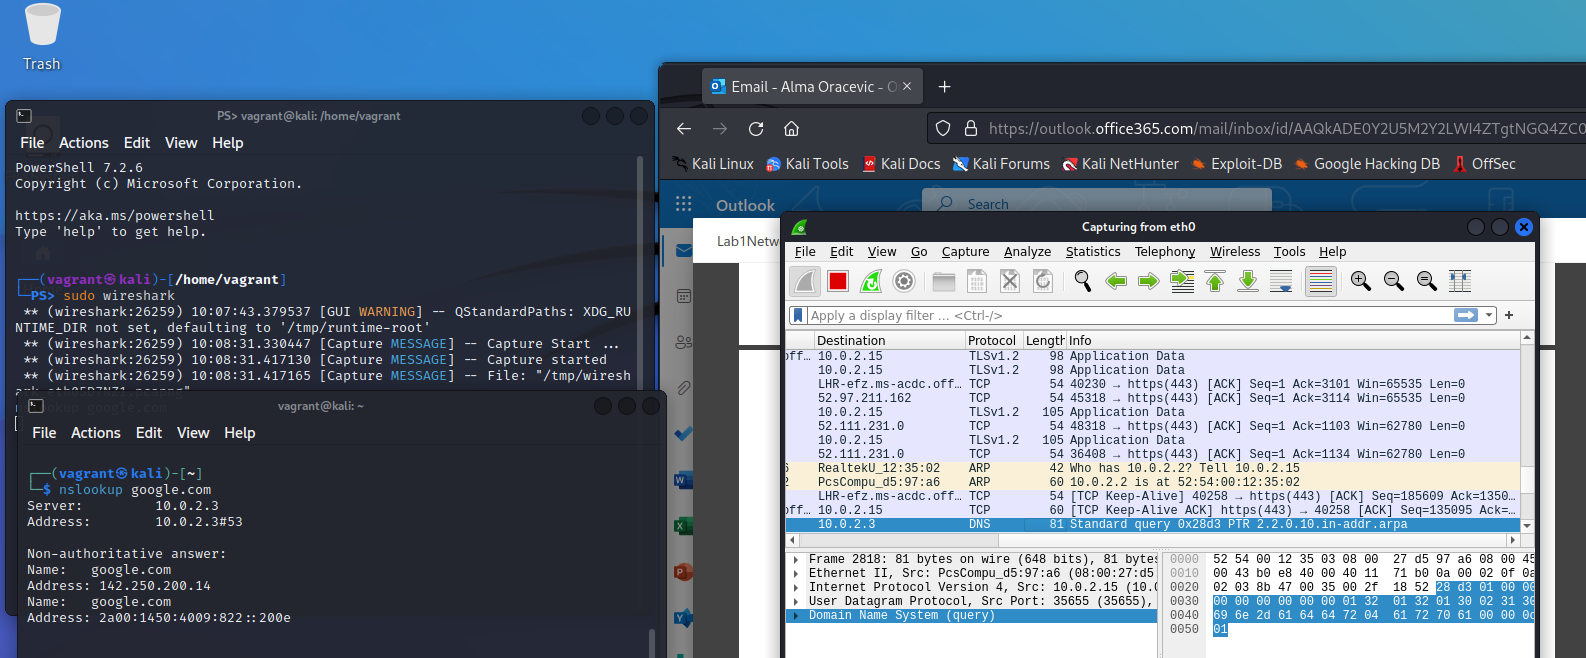 Trash
PS> vagrant@kali: /home/vagrant
File Actions Edit View Help
PowerShell 7.2.6
Copyright (c) Microsoft Corporation.
https://aka.ms/powershell
Type 'help' to get help.
(vagrant㉿kali)-[/home/vagrant]
PS> sudo wireshark
** (wireshark:26259) 10:07:43.379537 [GUI WARNING] -- QStandardPaths: XDG_RU
NTIME_DIR not set, defaulting to '/tmp/runtime-root'
** (wireshark:26259) 10:08:31.330447 [Capture MESSAGE] -- Capture Start ...
** (wireshark:26259) 10:08:31.417130 [Capture MESSAGE] -- Capture started
** (wireshark:26259) 10:08:31.417165 [Capture MESSAGE] -- File: "/tmp/wiresh
nslookup google.com
vagrant@kali: ~
File Actions Edit View Help
(vagrant㉿kali)-[~]
$ nslookup google.com
Server: 10.0.2.3
Address: 10.0.2.3#53
Non-authoritative answer:
Name: google.com
Address: 142.250.200.14
Name: google.com
Address: 2a00:1450:4009:822::200e
Email - Alma Oracevic - O
https://outlook.office365.com/mail/inbox/id/AAQkADE0Y2U5M2Y2LWI4ZTgtNGQ4ZC0
Kali Linux Kali Tools Kali Docs Kali Forums Kali NetHunter Exploit-DB Google Hacking DB OffSec
Outlook Search
Lab1Netw
Capturing from eth0
File Edit View Go Capture Analyze Statistics Telephony Wireless Tools Help
Apply a display filter ... <Ctrl-/>
Destination Protocol Length Info
off… 10.0.2.15 TLSv1.2 98 Application Data
10.0.2.15 TLSv1.2 98 Application Data
LHR-efz.ms-acdc.off… TCP 54 40230 → https(443) [ACK] Seq=1 Ack=3101 Win=65535 Len=0
52.97.211.162 TCP 54 45318 → https(443) [ACK] Seq=1 Ack=3114 Win=65535 Len=0
10.0.2.15 TLSv1.2 105 Application Data
52.111.231.0 TCP 54 48318 → https(443) [ACK] Seq=1 Ack=1103 Win=62780 Len=0
10.0.2.15 TLSv1.2 105 Application Data
52.111.231.0 TCP 54 36408 → https(443) [ACK] Seq=1 Ack=1134 Win=62780 Len=0
6 RealtekU_12:35:02 ARP 42 Who has 10.0.2.2? Tell 10.0.2.15
2 PcsCompu_d5:97:a6 ARP 60 10.0.2.2 is at 52:54:00:12:35:02
LHR-efz.ms-acdc.off… TCP 54 [TCP Keep-Alive] 40258 → https(443) [ACK] Seq=185609 Ack=1350…
off… 10.0.2.15 TCP 60 [TCP Keep-Alive ACK] https(443) → 40258 [ACK] Seq=135095 Ack=…
10.0.2.3 DNS 81 Standard query 0x28d3 PTR 2.2.0.10.in-addr.arpa
Frame 2818: 81 bytes on wire (648 bits), 81 bytes
Ethernet II, Src: PcsCompu_d5:97:a6 (08:00:27:d5
Internet Protocol Version 4, Src: 10.0.2.15 (10.0
User Datagram Protocol, Src Port: 35655 (35655),
Domain Name System (query)
0000 52 54 00 12 35 03 08 00 27 d5 97 a6 08 00 45
0010 00 43 b0 e8 40 00 40 11 71 b0 0a 00 02 0f 0a
0020 02 03 8b 47 00 35 00 2f 18 52 28 d3 01 00 00
0030 00 00 00 00 00 00 01 32 01 32 01 30 02 31 30
0040 69 6e 2d 61 64 64 72 04 61 72 70 61 00 00 0c
0050 01